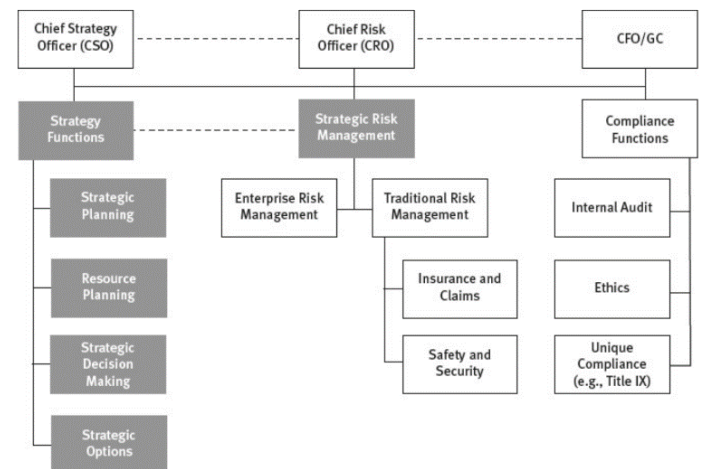 Chief Strategy
Officer (CSO)
Chief Risk
Officer (CRO)
CFO/GC
Strategy
Functions
Strategic Risk
Management
Compliance
Functions
Strategic
Planning
Enterprise Risk
Management
Traditional Risk
Management
Internal Audit
Resource
Planning
Insurance and
Claims
Ethics
Strategic
Decision
Making
Safety and
Security
Unique
Compliance
(e.g., Title IX)
Strategic
Options